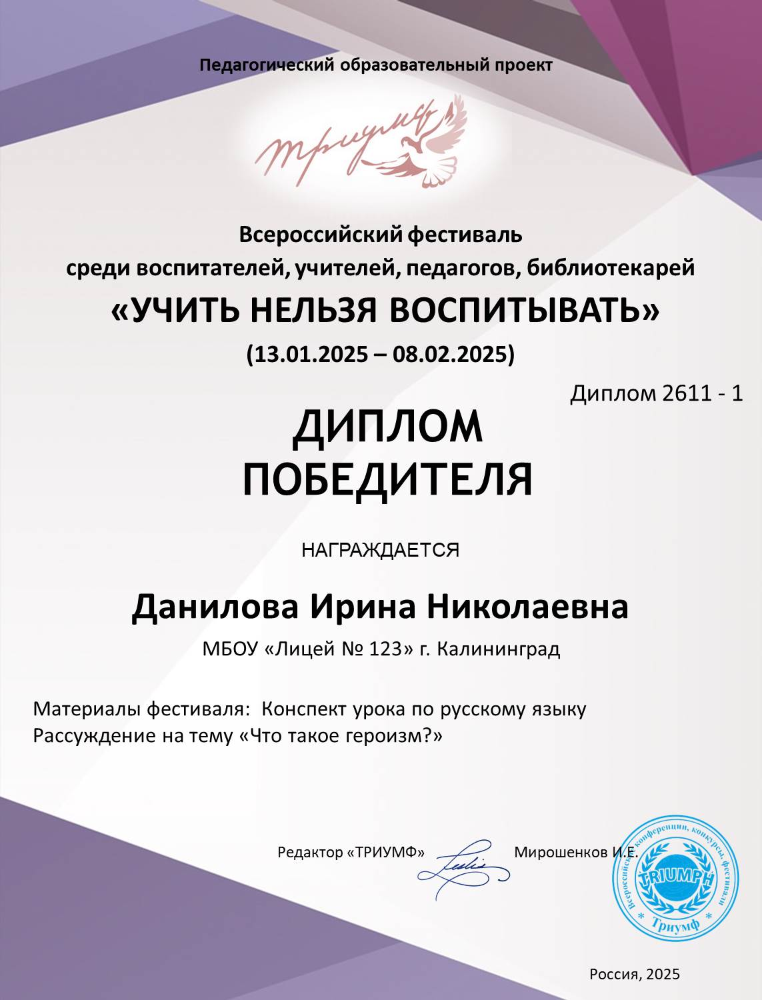 Педагогический образовательный проект
триумф
Всероссийский фестиваль
среди воспитателей, учителей, педагогов, библиотекарей
«УЧИТЬ НЕЛЬЗЯ ВОСПИТЫВАТЬ»
(13.01.2025 – 08.02.2025)
Диплом 2611 - 1
ДИПЛОМ
ПОБЕДИТЕЛЯ
НАГРАЖДАЕТСЯ
Данилова Ирина Николаевна
МБОУ «Лицей № 123» г. Калининград
Материалы фестиваля:  Конспект урока по русскому языку
Рассуждение на тему «Что такое героизм?»
Редактор «ТРИУМФ» Мирошенков И.Е.
Всероссийские конференции, конкурсы, фестивали
TRIUMPH
* Триумф *
Россия, 2025